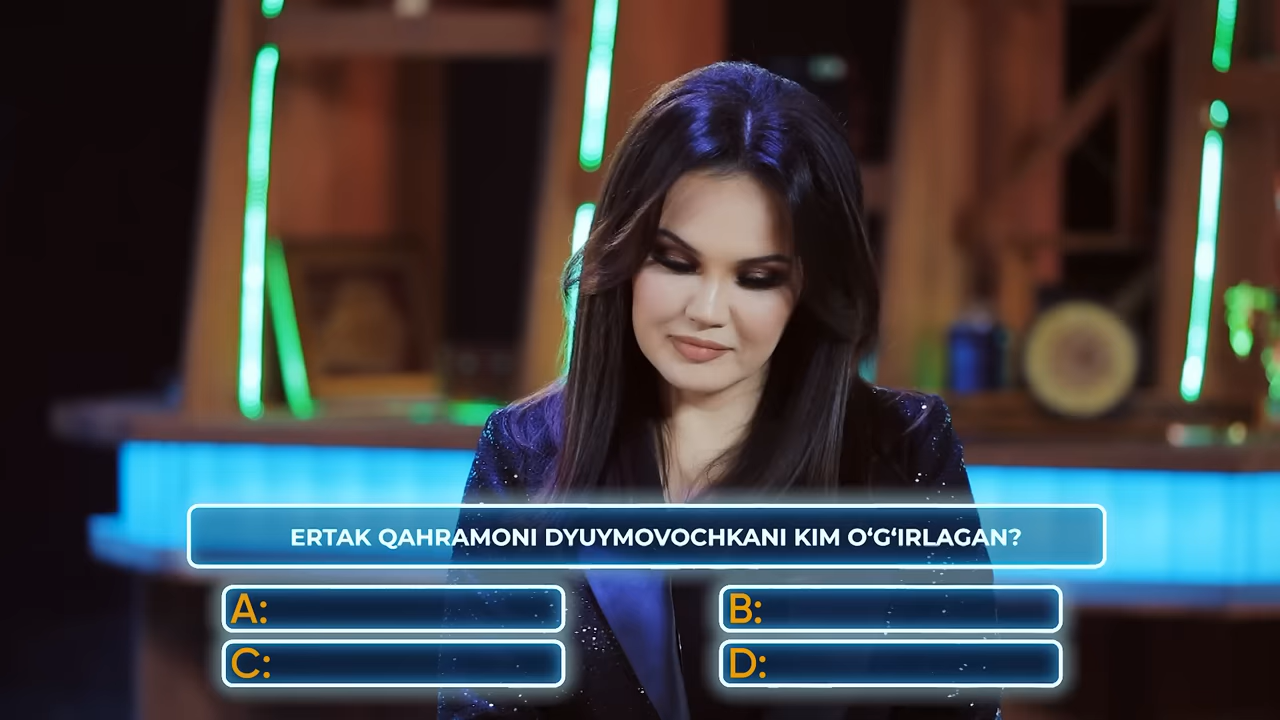 ERTAK QAHRAMONI DYUYMOVOCHKANI KIM O‘G‘IRLAGAN?
A:
B:
C:
D: